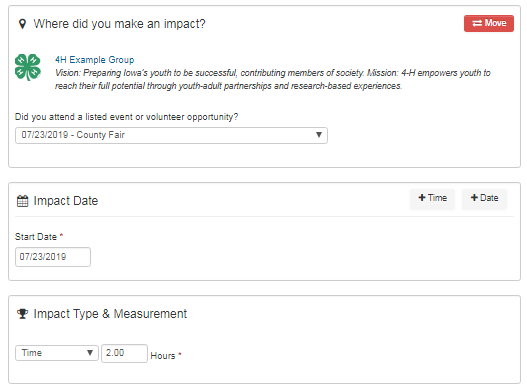 Where did you make an impact?
Move
4H Example Group
Vision: Preparing Iowa's youth to be successful, contributing members of society. Mission: 4-H empowers youth to
reach their full potential through youth-adult partnerships and research-based experiences.
Did you attend a listed event or volunteer opportunity?
07/23/2019 - County Fair
Impact Date
+ Time
+ Date
Start Date *
07/23/2019
Impact Type & Measurement
Time
2.00
Hours *